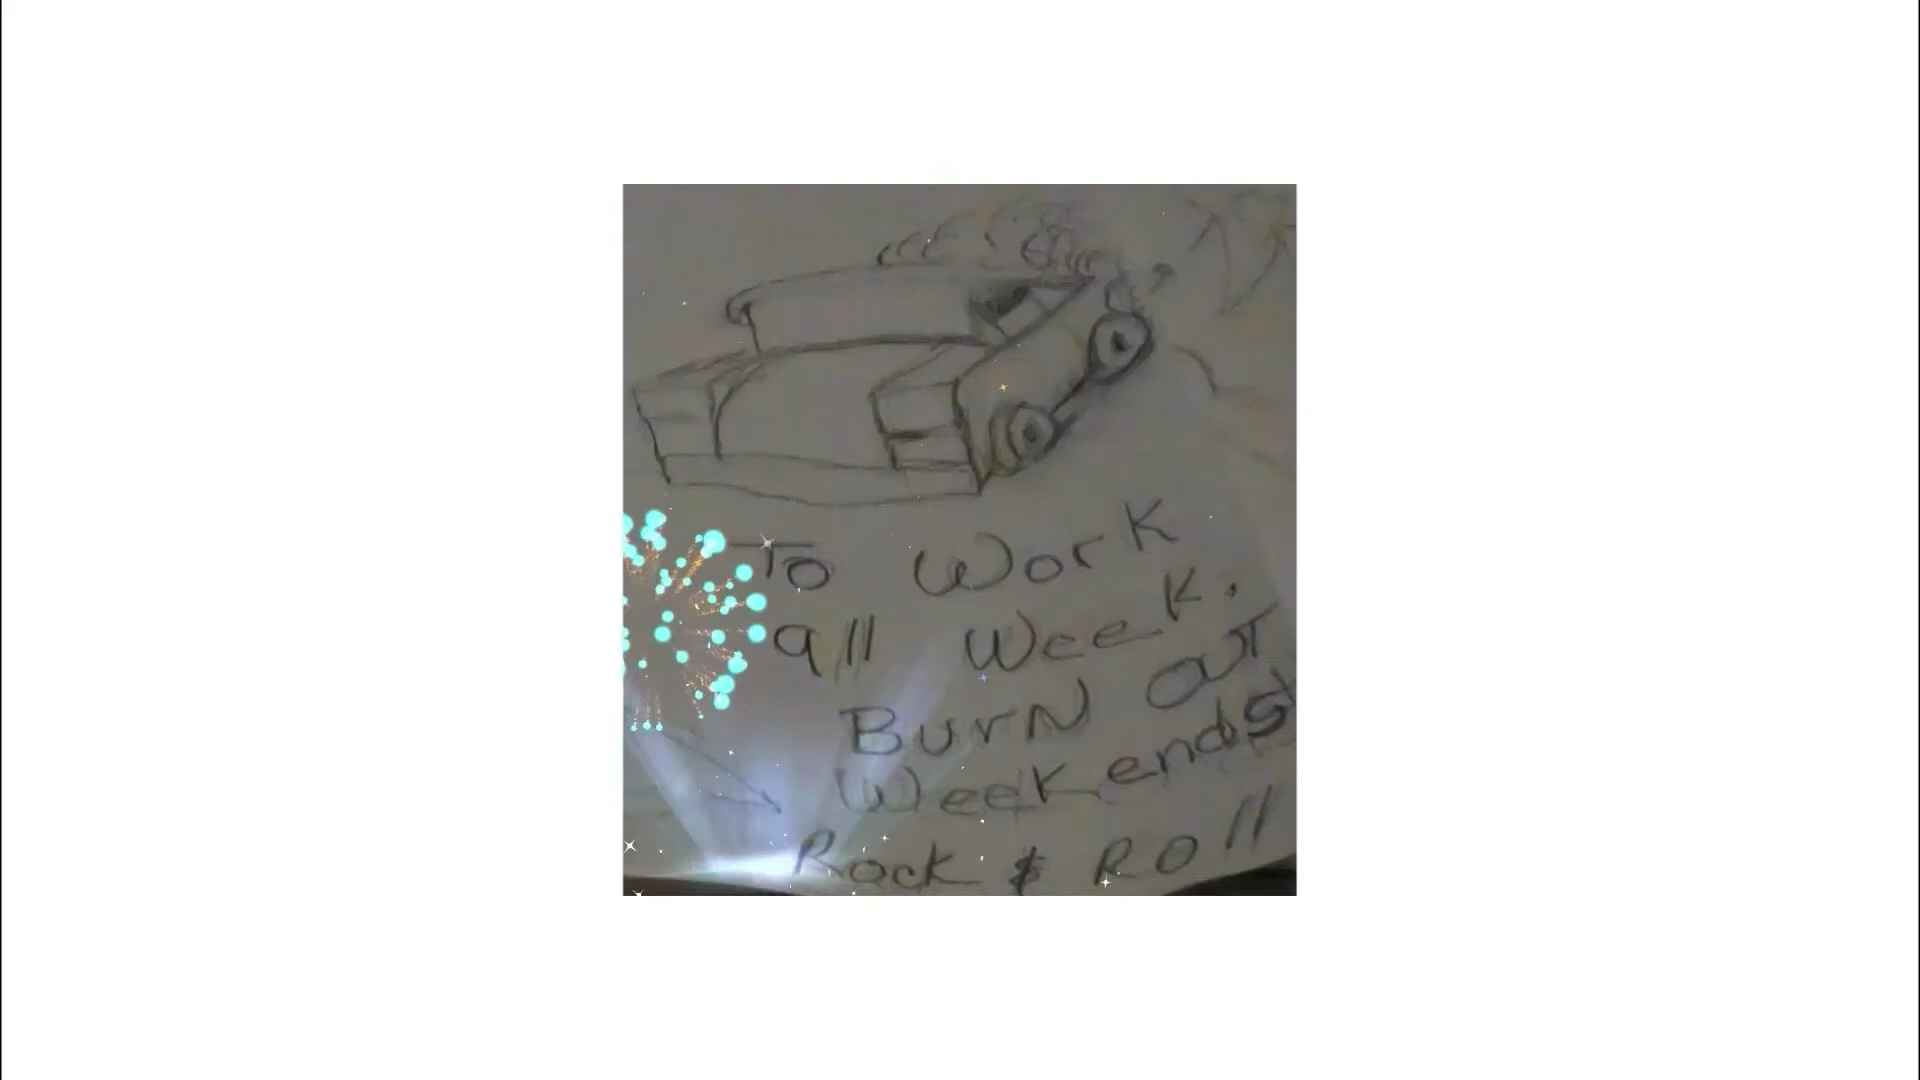 To Work
all Week.
Burn out
Weekends
Rock & Roll